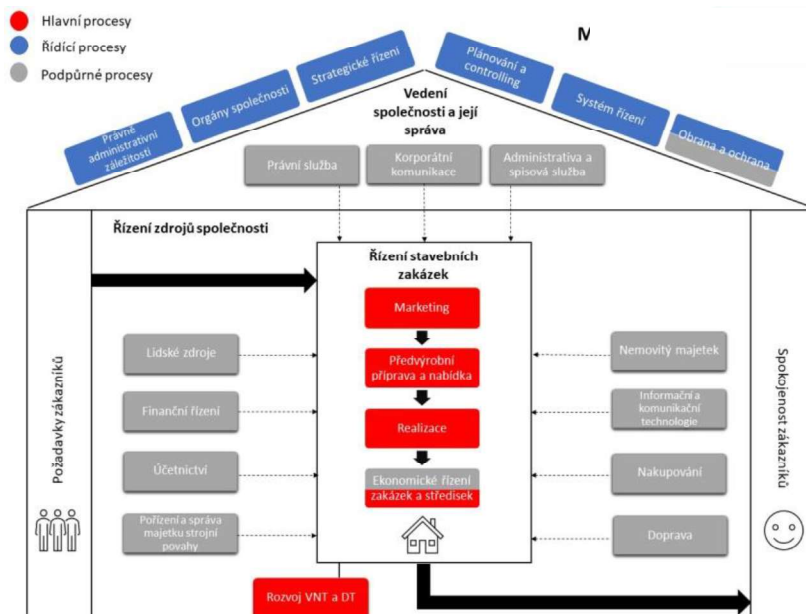 Hlavní procesy
Řídící procesy
Podpůrné procesy
Strategické řízení
Orgány společnosti
Právně
administrativní
záležitosti
Plánování a
controlling
Systém řízení
Obrana a ochrana
Vedení
společnosti a její
správa
Právní služba
Korporátní
komunikace
Administrativa a
spisová služba
Řízení zdrojů společnosti
Požadavky zákazníků
Řízení stavebních
zakázek
Marketing
Předvýrobní
příprava a nabídka
Realizace
Ekonomické řízení
zakázek a středisek
Lidské zdroje
Finanční řízení
Účetnictví
Pořízení a správa
majetku strojní
povahy
Nemovitý majetek
Informační a
komunikační
technologie
Nakupování
Doprava
Spokojenost zákazníků
Rozvoj VNT a DT